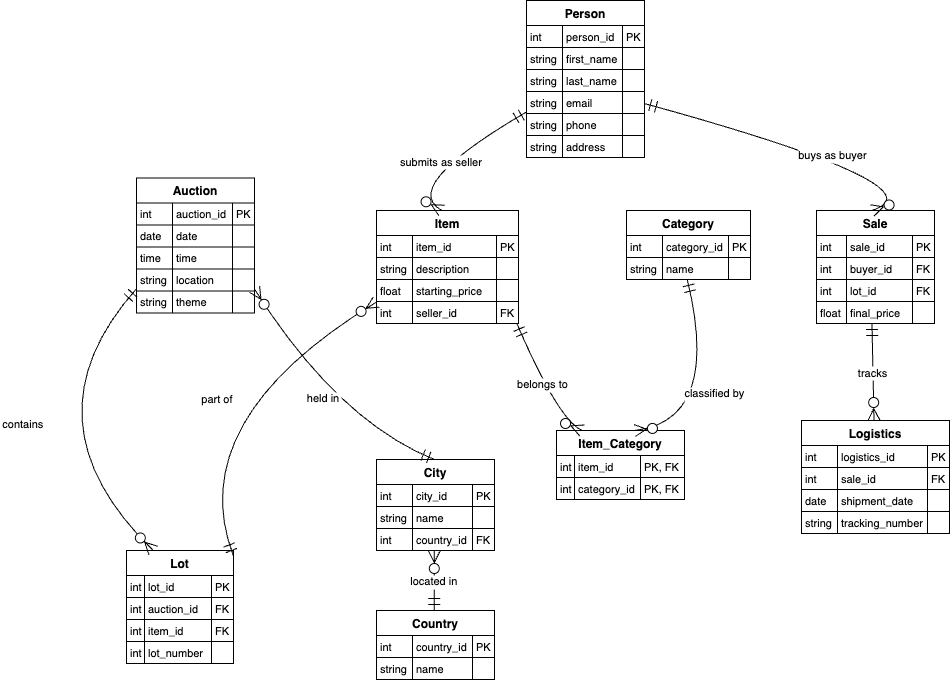 Person
int person_id PK
string first_name
string last_name
string email
string phone
string address
submits as seller
buys as buyer
Auction
int auction_id PK
date date
time time
string location
string theme
Item
int item_id PK
string description
float starting_price
int seller_id FK
Category
int category_id PK
string name
Sale
int sale_id PK
int buyer_id FK
int lot_id FK
float final_price
contains
part of
held in
belongs to
classified by
tracks
Item_Category
int item_id PK, FK
int category_id PK, FK
Logistics
int logistics_id PK
int sale_id FK
date shipment_date
string tracking_number
City
int city_id PK
string name
int country_id FK
Lot
int lot_id PK
int auction_id FK
int item_id FK
int lot_number
located in
Country
int country_id PK
string name